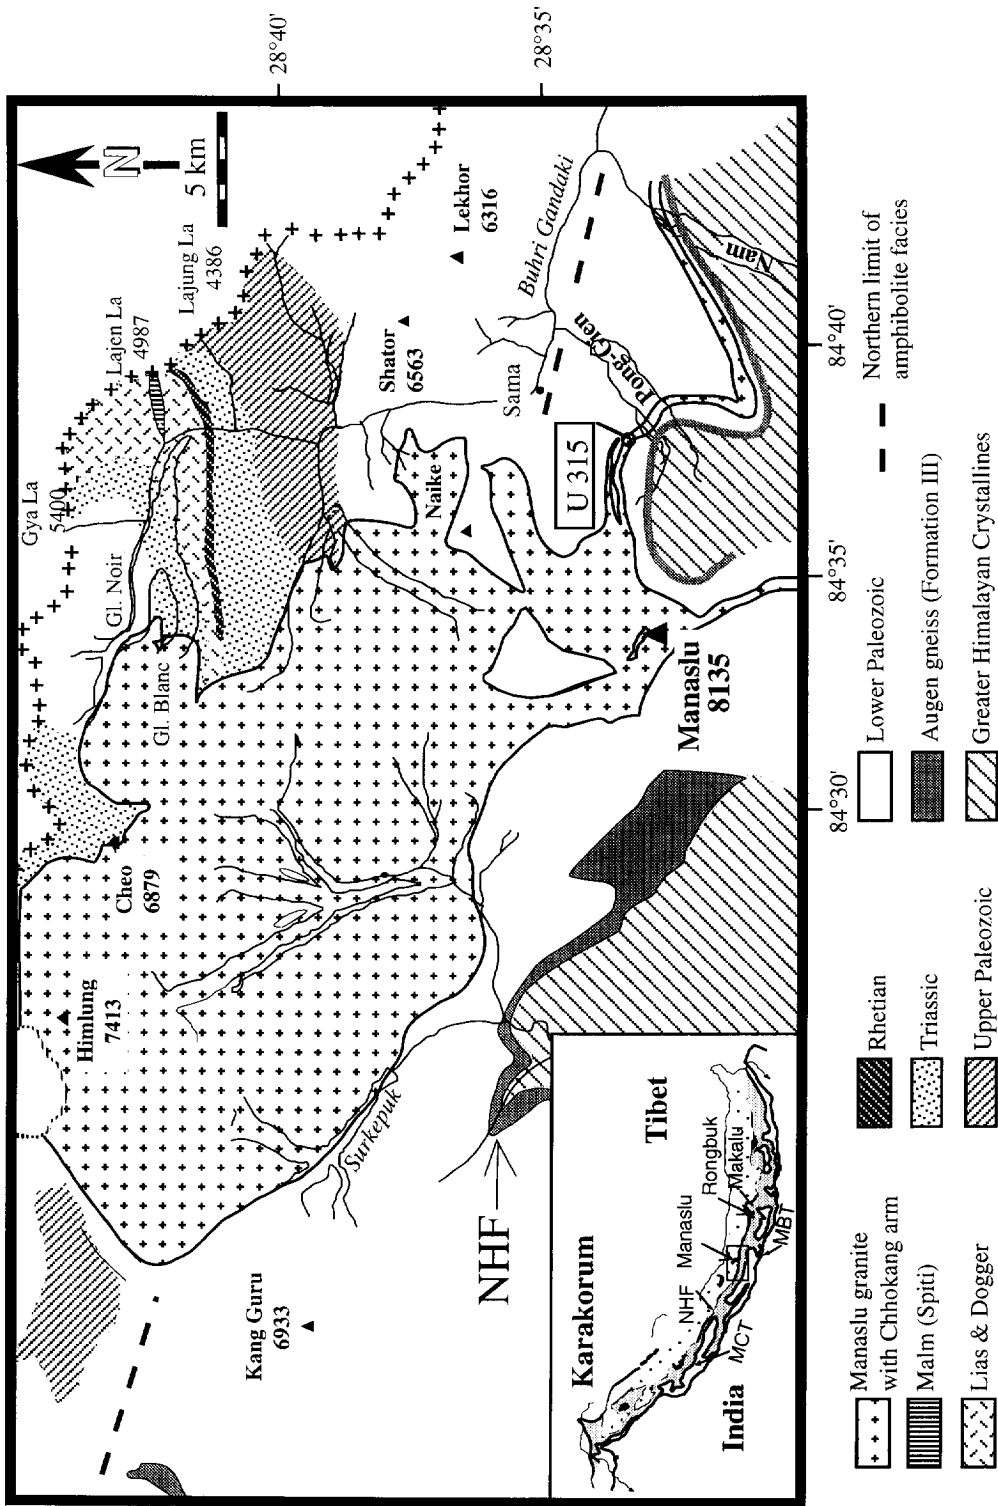 28°40'
28°35'
N
5 km
Gya La
5400
Lajen La
4987
Lajung La
4386
Gl. Noir
Gl. Blanc
Himlung
7413
Cheo
6879
Kang Guru
6933
Surkepuk
NHF
Shator
6563
Lekhor
6316
Naike
Sama
Buhri Gandaki
Pong-Chen
Nam
U 315
Manaslu
8135
84°30'
84°35'
84°40'
Karakorum
Tibet
India
NHF
Manaslu
Rongbuk
Makalu
MCT
MBT
Manaslu granite
with Chhokang arm
Malm (Spiti)
Lias & Dogger
Rhetian
Triassic
Upper Paleozoic
Lower Paleozoic
Augen gneiss (Formation III)
Greater Himalayan Crystallines
Northern limit of
amphibolite facies